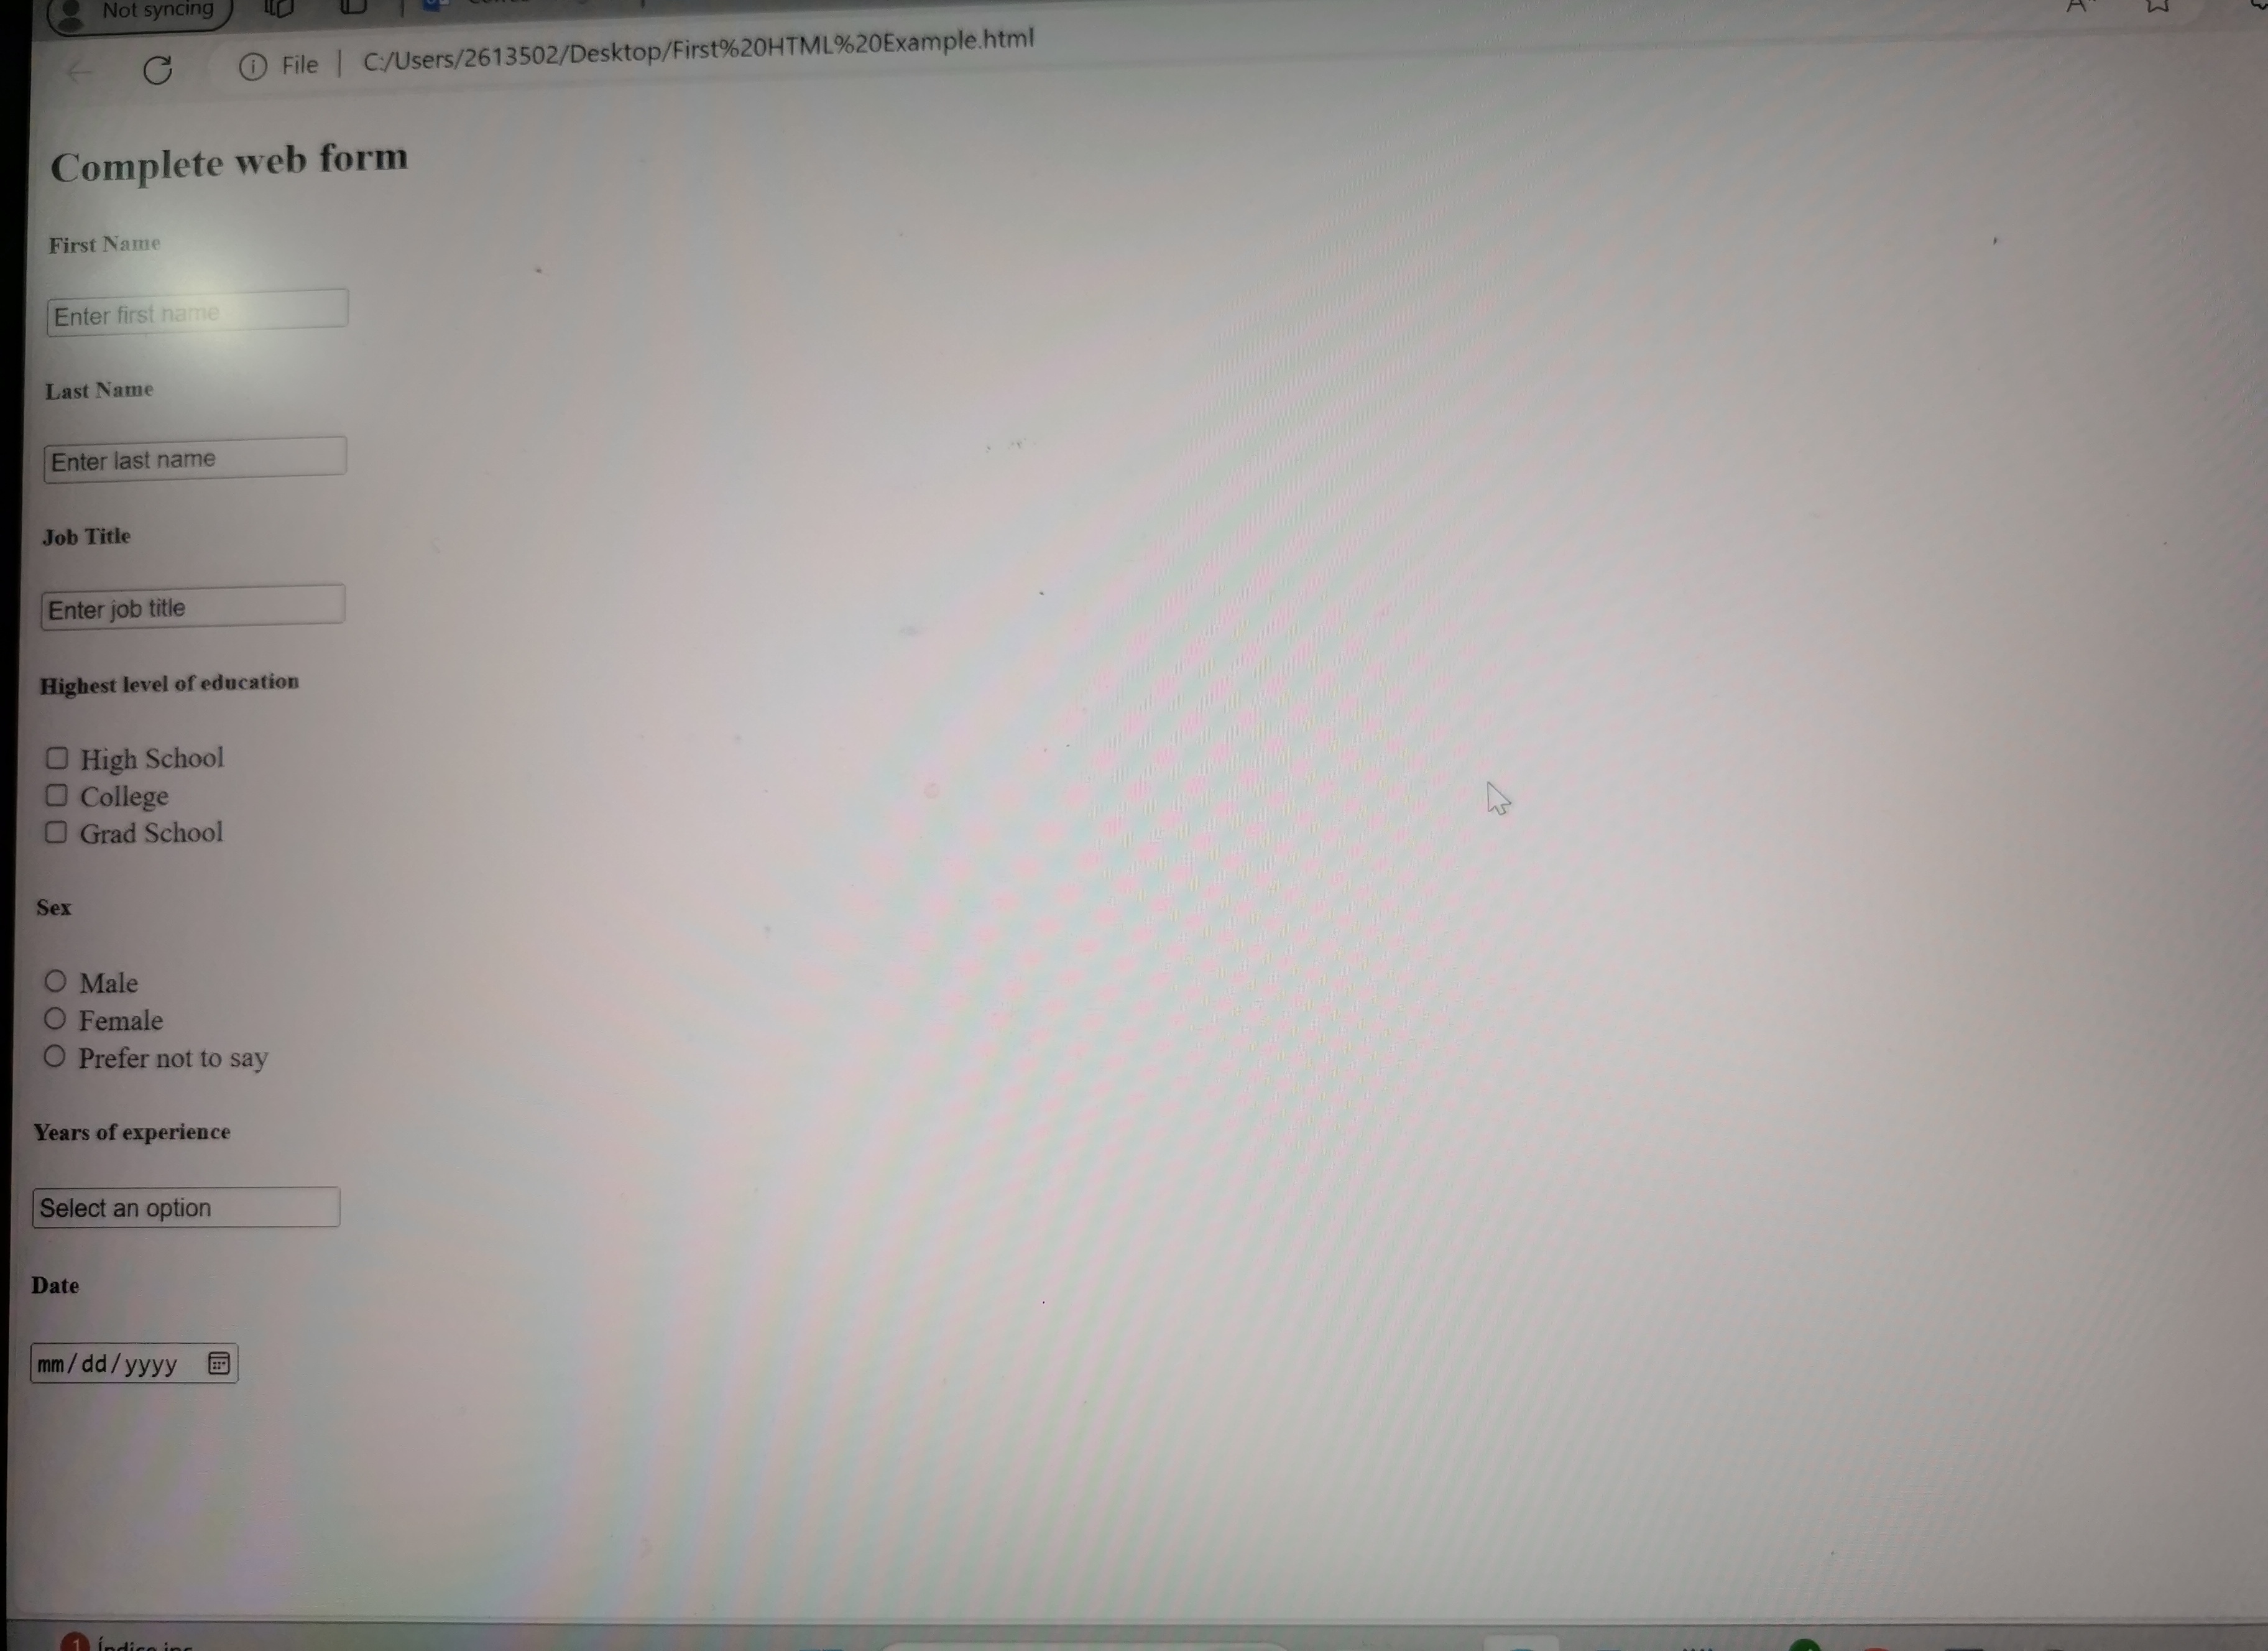 Not syncing
File | C:/Users/2613502/Desktop/First%20HTML%20Example.html
Complete web form
First Name
Enter first name
Last Name
Enter last name
Job Title
Enter job title
Highest level of education
High School
College
Grad School
Sex
Male
Female
Prefer not to say
Years of experience
Select an option
Date
mm/dd/yyyy
1 Índice